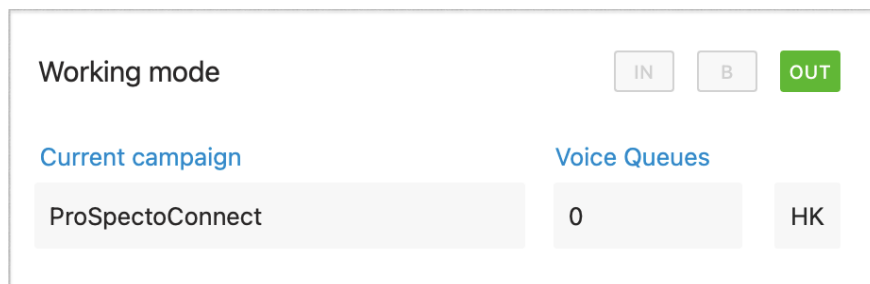 Working mode IN B OUT
Current campaign Voice Queues
ProSpectoConnect 0 HK